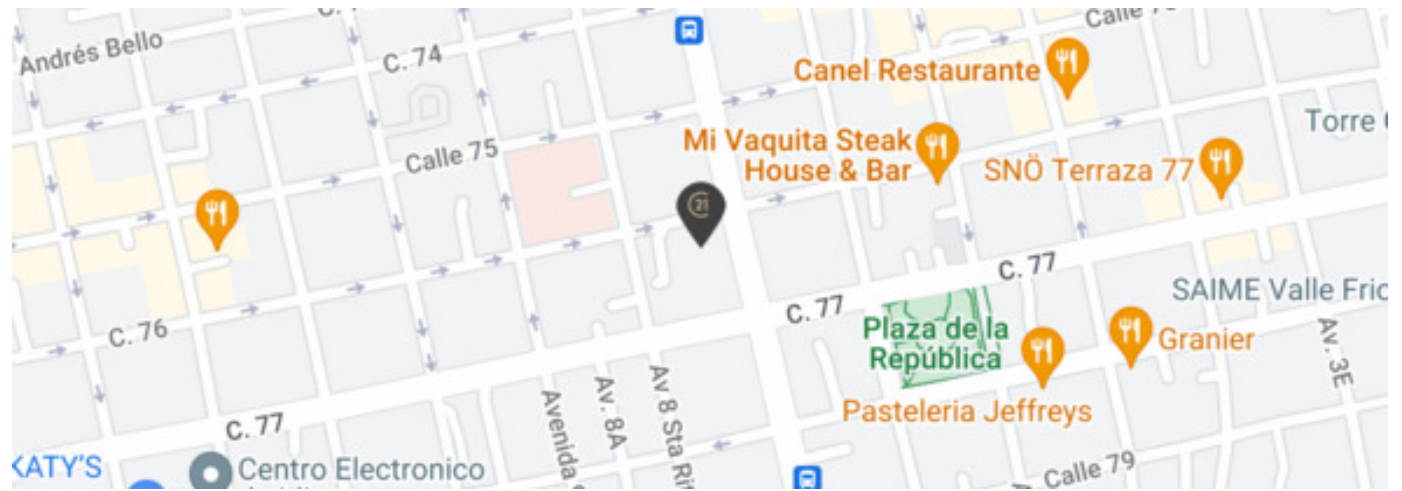 Andrés Bello
C. 74
Canel Restaurante
Torre
Calle 75
Mi Vaquita Steak
House & Bar
SNÖ Terraza 77
21
C. 77
SAIME Valle Fric
C. 77
Plaza de la
República
C. 76
Granier
Av. 3E
Pasteleria Jeffreys
Av 8 Sta Rit
Av. 8A
Avenida
C. 77
KATY'S
Centro Electronico
Calle 79